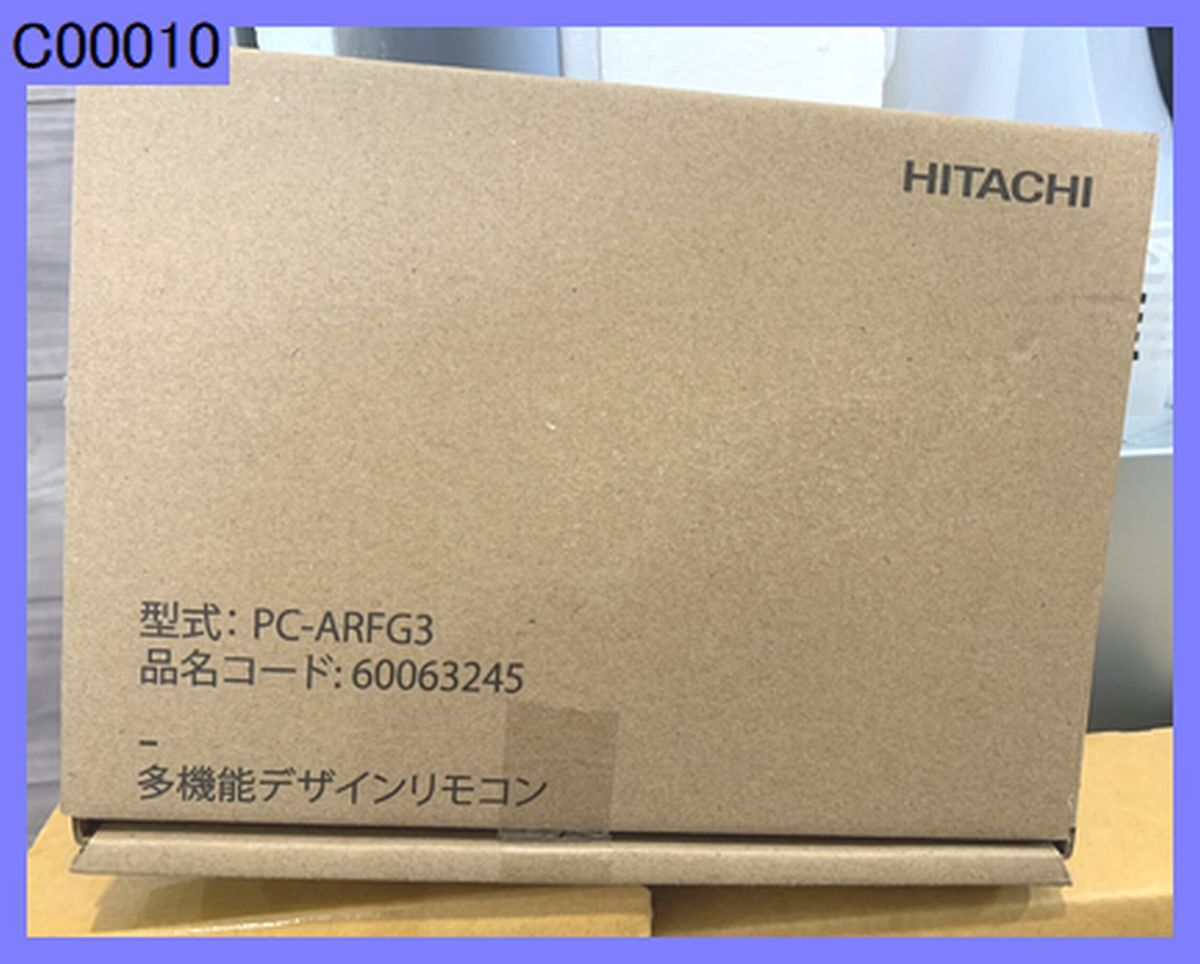 C00010
HITACHI
型式: PC-ARFG3
品名コード: 60063245
-
多機能デザインリモコン